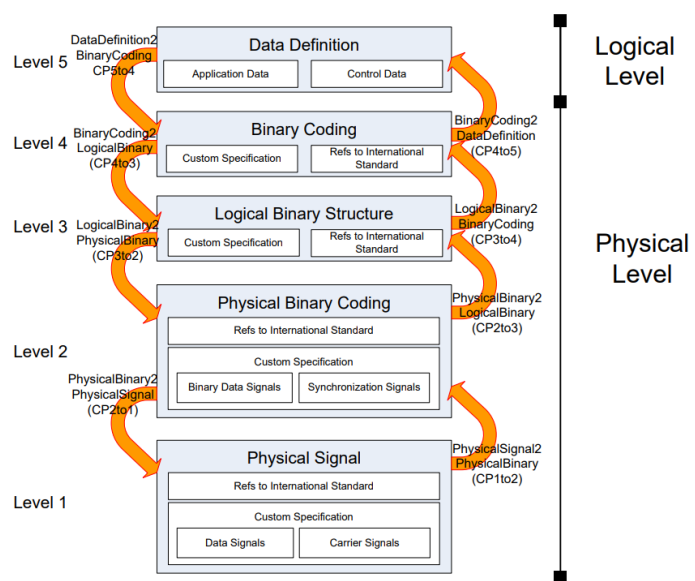 Level 5
DataDefinition2
BinaryCoding
CP5to4
Data Definition
Application Data
Control Data
Logical
Level
Level 4
BinaryCoding2
LogicalBinary
(CP4to3)
Binary Coding
Custom Specification
Refs to International
Standard
BinaryCoding2
DataDefinition
(CP4to5)
Level 3
LogicalBinary2
PhysicalBinary
(CP3to2)
Logical Binary Structure
Custom Specification
Refs to International
Standard
LogicalBinary2
BinaryCoding
(CP3to4)
Physical
Level
Level 2
Physical Binary Coding
Refs to International Standard
Custom Specification
Binary Data Signals
Synchronization Signals
PhysicalBinary2
LogicalBinary
(CP2to3)
PhysicalBinary2
PhysicalSignal
(CP2to1)
Level 1
Physical Signal
Refs to International Standard
Custom Specification
Data Signals
Carrier Signals
PhysicalSignal2
PhysicalBinary
(CP1to2)